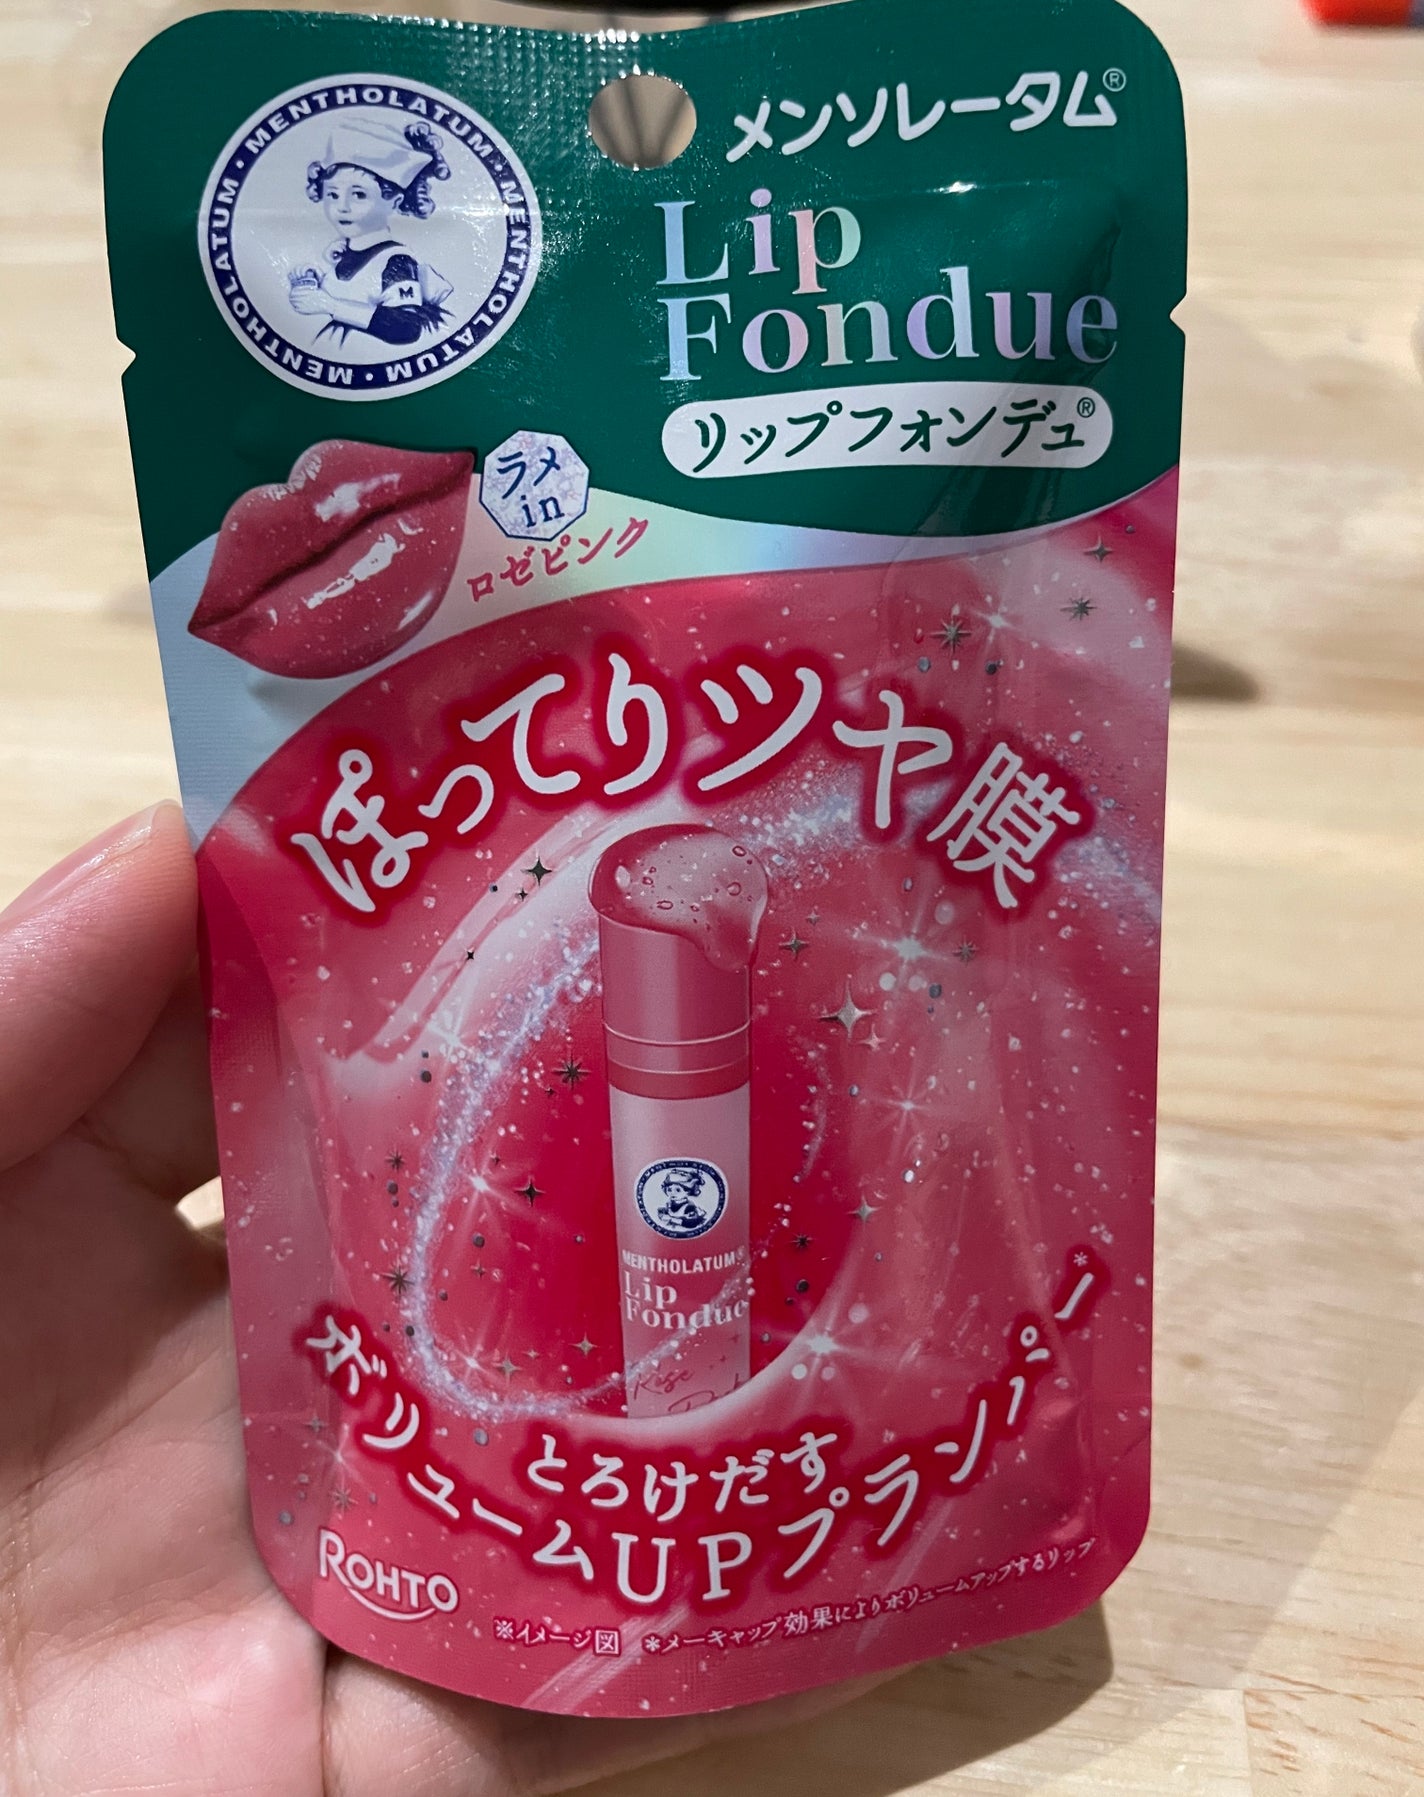 MENTHOLATUM・MENTHOLATUM・MENTHOLATUM・
M
メンソレータム®
Lip
Fondue
リップフォンデュ®
ラメ
in
ロゼピンク
ぽってりツヤ膜
MENTHOLATUM®
Lip
Fondue
Rose
とろけだす
ボリュームUPプランパー*
ROHTO
※イメージ図 *メーキャップ効果によりボリュームアップするリップ